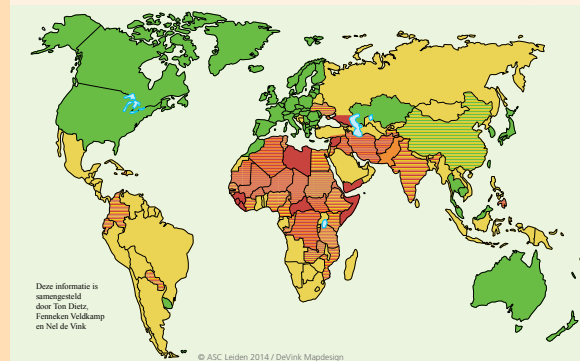 Deze informatie is
samengesteld
door Ton Dietz,
Fenneken Veldkamp
en Nel de Vink
© ASC Leiden 2014 / DeVink Mapdesign